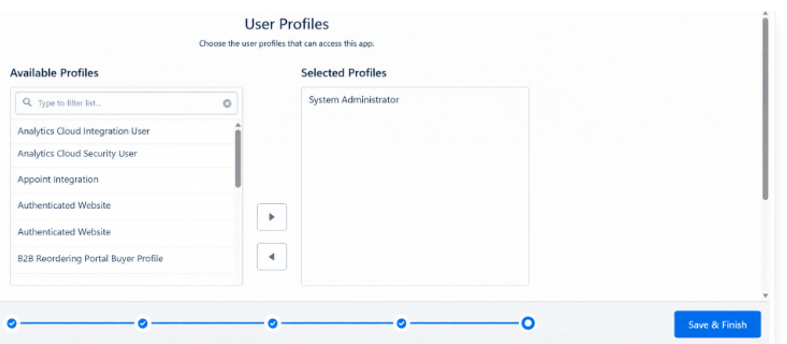 User Profiles
Choose the user profiles that can access this app.
Available Profiles
Type to filter list...
Analytics Cloud Integration User
Analytics Cloud Security User
Appoint Integration
Authenticated Website
Authenticated Website
B2B Reordering Portal Buyer Profile
Selected Profiles
System Administrator
Save & Finish